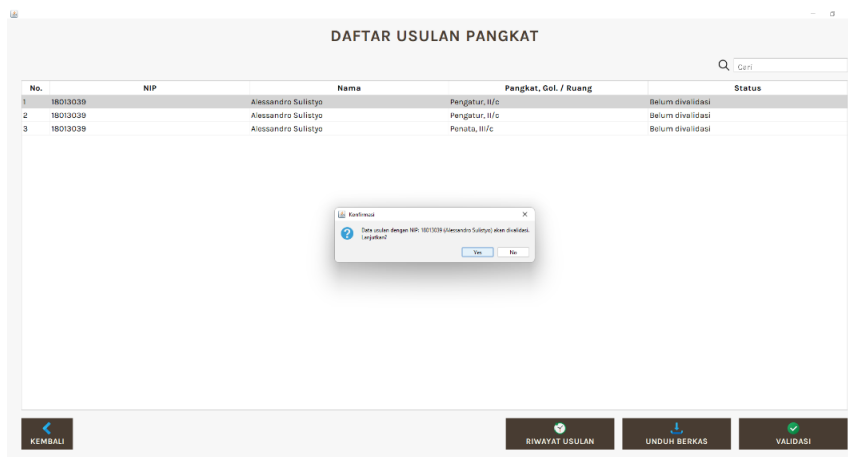 DAFTAR USULAN PANGKAT
Cari
No. NIP Nama Pangkat, Gol. / Ruang Status
1 18013039 Alessandro Sulistyo Pengatur, II/c Belum divalidasi
2 18013039 Alessandro Sulistyo Pengatur, II/c Belum divalidasi
3 18013039 Alessandro Sulistyo Penata, III/c Belum divalidasi
Konfirmasi
Data usulan dengan NIP: 18013039 (Alessandro Sulistyo) akan divalidasi.
Lanjutkan?
Yes No
KEMBALI RIWAYAT USULAN UNDUH BERKAS VALIDASI